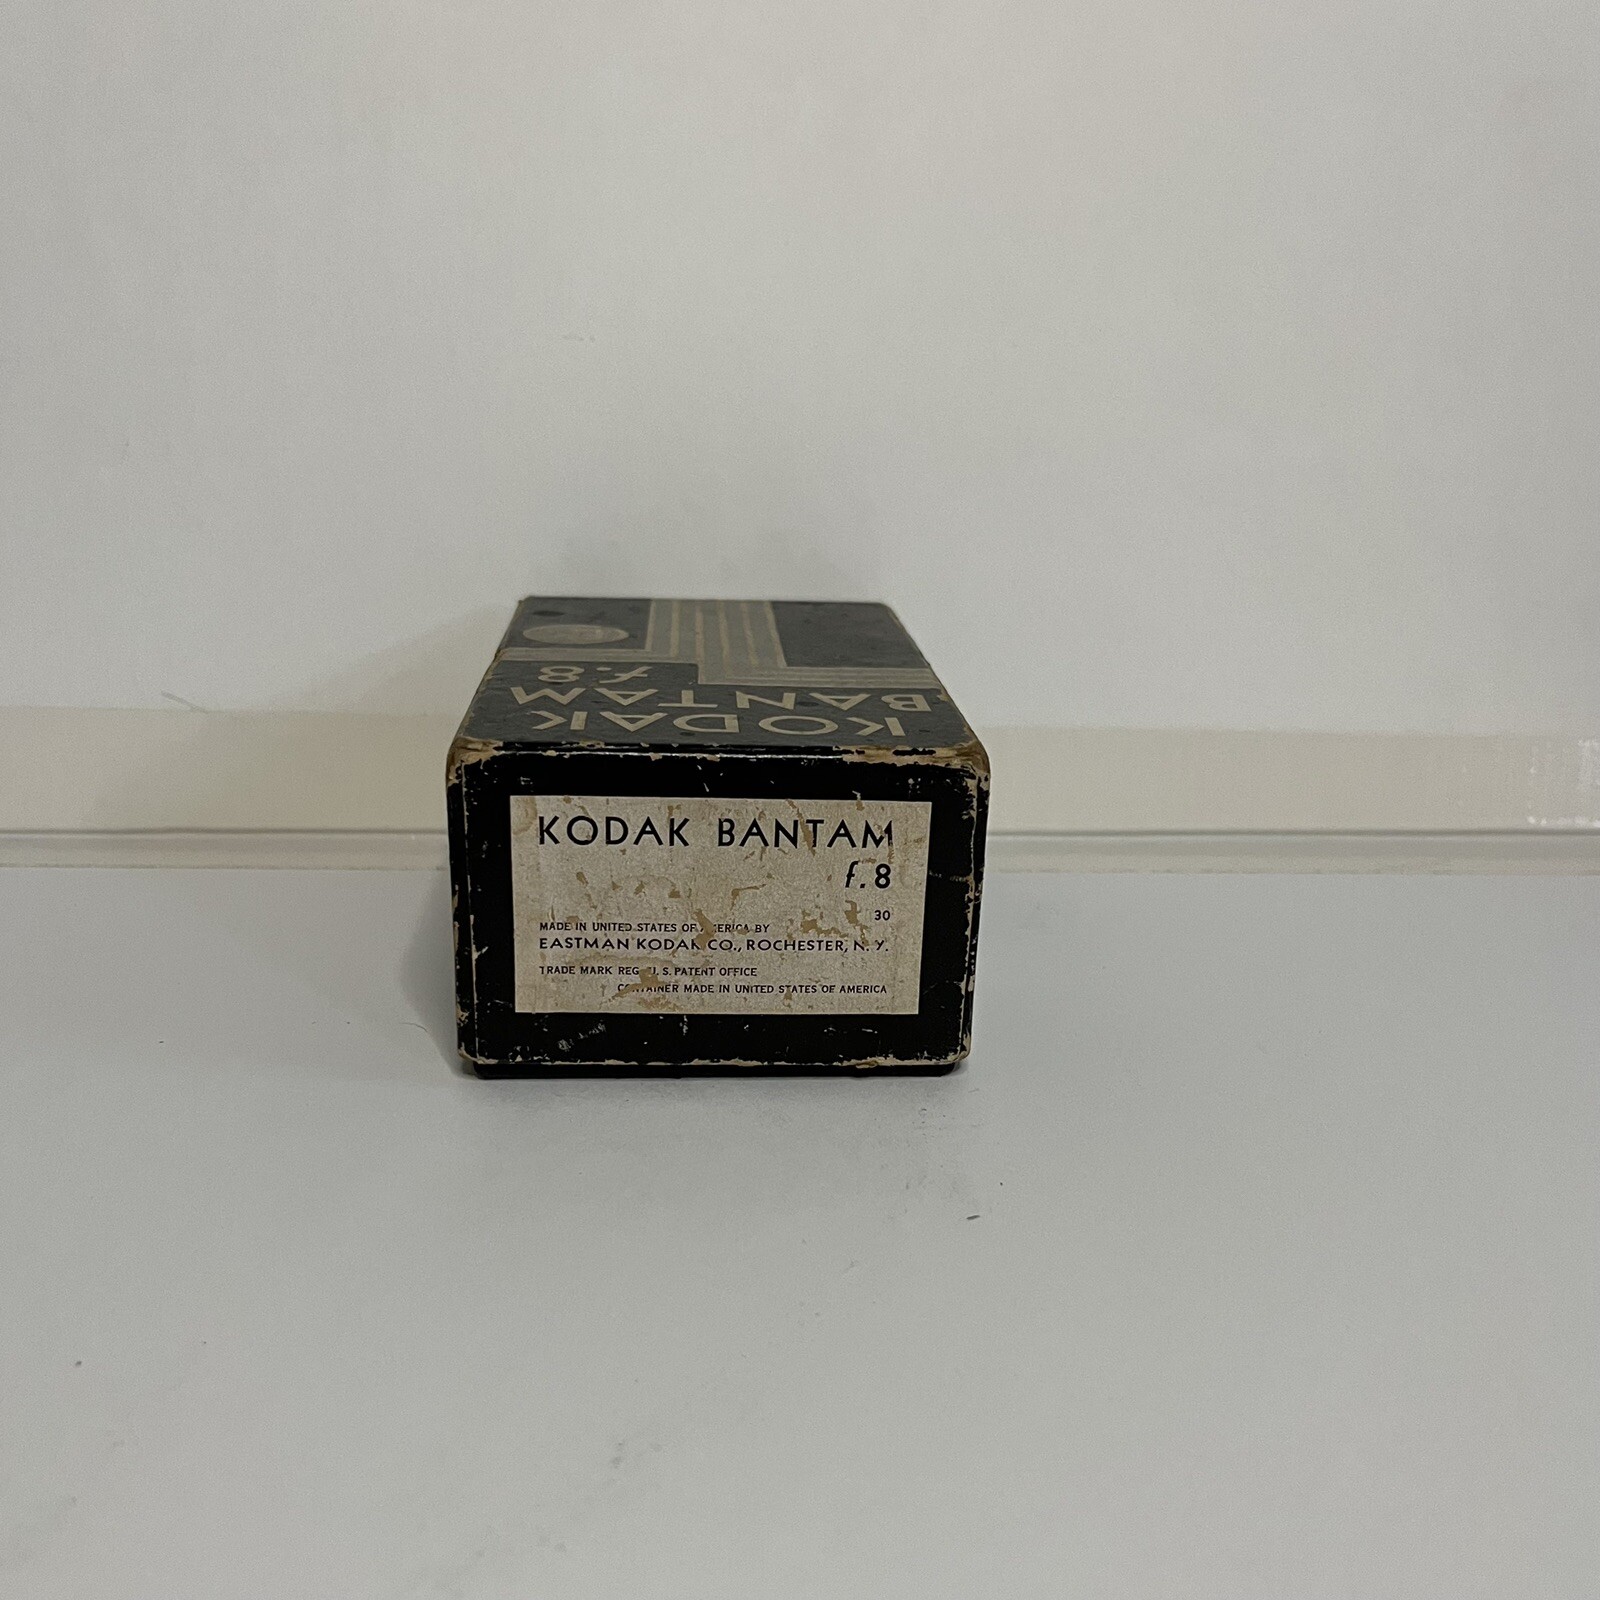 KODAK
BANTAM
f.8
KODAK BANTAM
f.8
30
MADE IN UNITED STATES OF AMERICA BY
EASTMAN KODAK CO., ROCHESTER, N. Y.
TRADE MARK REG. U. S. PATENT OFFICE
CONTAINER MADE IN UNITED STATES OF AMERICA